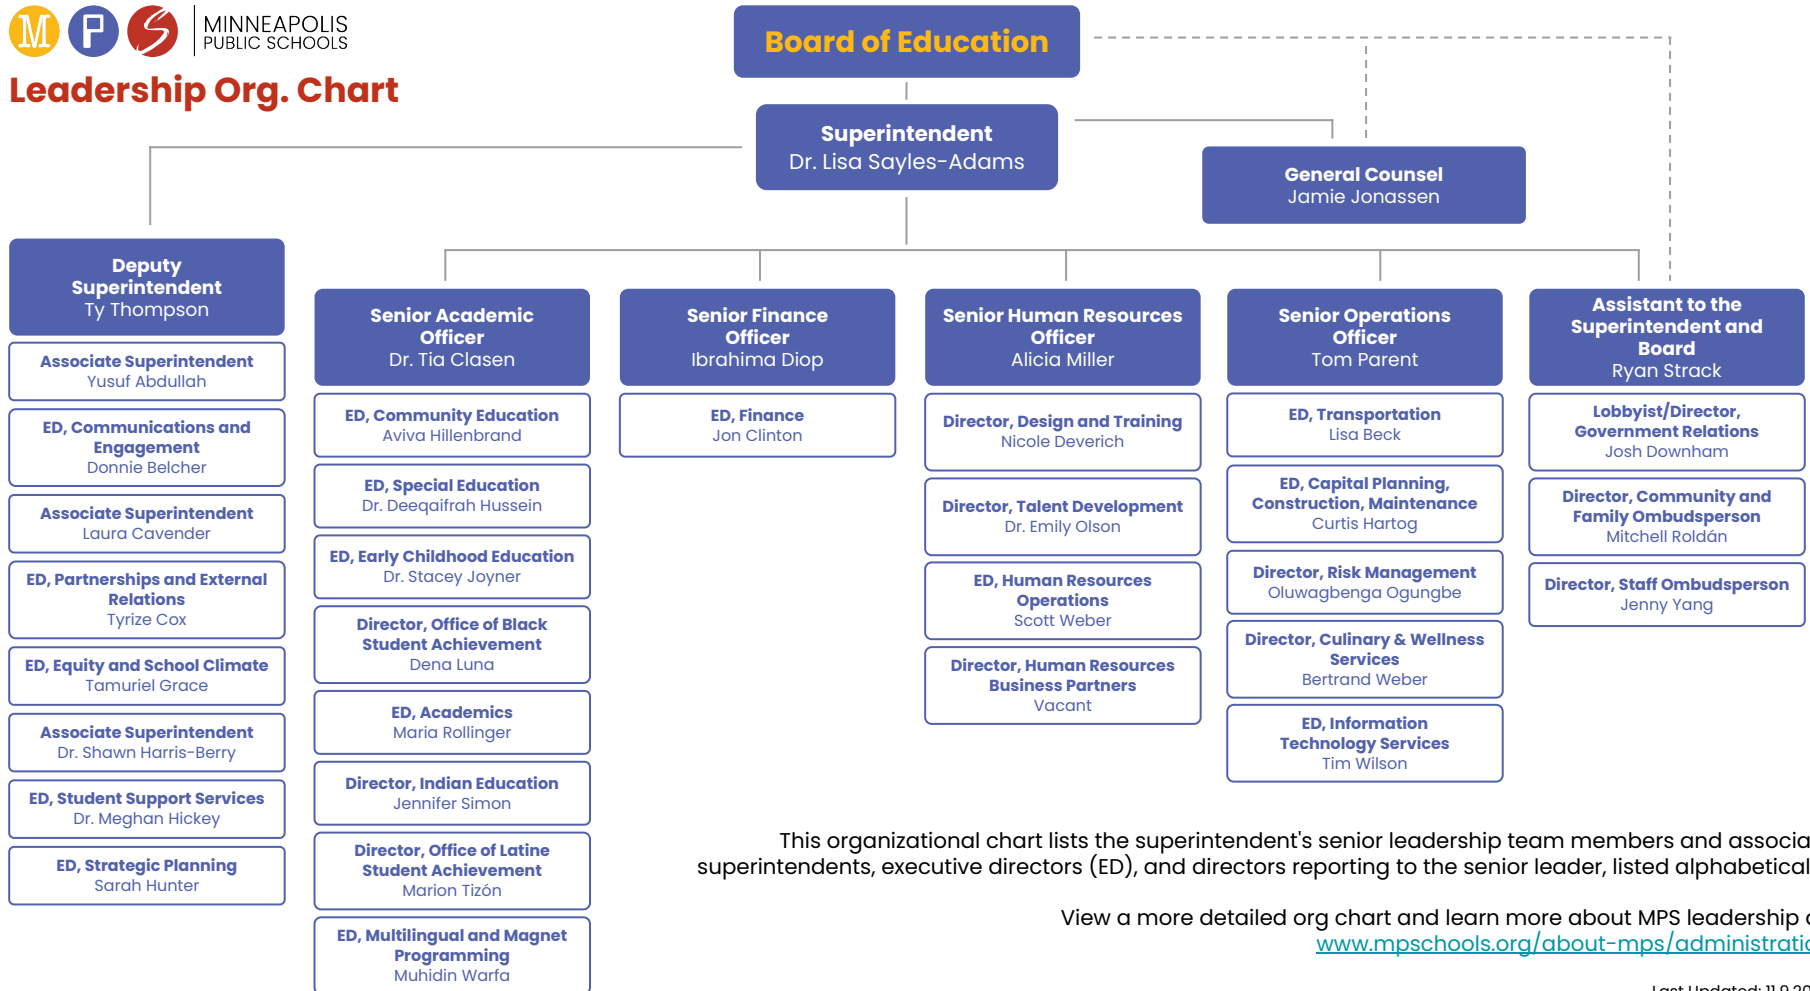 M P S
MINNEAPOLIS
PUBLIC SCHOOLS
Leadership Org. Chart
Board of Education
Superintendent
Dr. Lisa Sayles-Adams
General Counsel
Jamie Jonassen
Deputy
Superintendent
Ty Thompson
Associate Superintendent
Yusuf Abdullah
ED, Communications and
Engagement
Donnie Belcher
Associate Superintendent
Laura Cavender
ED, Partnerships and External
Relations
Tyrize Cox
ED, Equity and School Climate
Tamuriel Grace
Associate Superintendent
Dr. Shawn Harris-Berry
ED, Student Support Services
Dr. Meghan Hickey
ED, Strategic Planning
Sarah Hunter
Senior Academic
Officer
Dr. Tia Clasen
ED, Community Education
Aviva Hillenbrand
ED, Special Education
Dr. Deeqaifrah Hussein
ED, Early Childhood Education
Dr. Stacey Joyner
Director, Office of Black
Student Achievement
Dena Luna
ED, Academics
Maria Rollinger
Director, Indian Education
Jennifer Simon
Director, Office of Latine
Student Achievement
Marion Tizón
ED, Multilingual and Magnet
Programming
Muhidin Warfa
Senior Finance
Officer
Ibrahima Diop
ED, Finance
Jon Clinton
Senior Human Resources
Officer
Alicia Miller
Director, Design and Training
Nicole Deverich
Director, Talent Development
Dr. Emily Olson
ED, Human Resources
Operations
Scott Weber
Director, Human Resources
Business Partners
Vacant
Senior Operations
Officer
Tom Parent
ED, Transportation
Lisa Beck
ED, Capital Planning,
Construction, Maintenance
Curtis Hartog
Director, Risk Management
Oluwagbenga Ogungbe
Director, Culinary & Wellness
Services
Bertrand Weber
ED, Information
Technology Services
Tim Wilson
Assistant to the
Superintendent and
Board
Ryan Strack
Lobbyist/Director,
Government Relations
Josh Downham
Director, Community and
Family Ombudsperson
Mitchell Roldán
Director, Staff Ombudsperson
Jenny Yang
This organizational chart lists the superintendent's senior leadership team members and associa
superintendents, executive directors (ED), and directors reporting to the senior leader, listed alphabetical
View a more detailed org chart and learn more about MPS leadership
www.mpschools.org/about-mps/administratio
Last Updated: 11.9.20